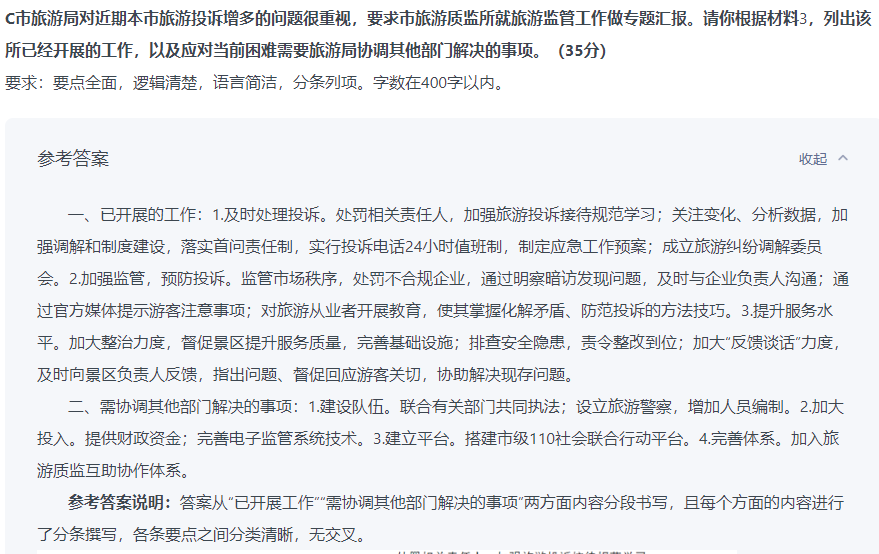 C市旅游局对近期本市旅游投诉增多的问题很重视，要求市旅游质监所就旅游监管工作做专题汇报。请你根据材料3，列出该
所已经开展的工作，以及应对当前困难需要旅游局协调其他部门解决的事项。（35分）
要求：要点全面，逻辑清楚，语言简洁，分条列项。字数在400字以内。
参考答案
收起
一、已开展的工作：1.及时处理投诉。处罚相关责任人，加强旅游投诉接待规范学习；关注变化、分析数据，加
强调解和制度建设，落实首问责任制，实行投诉电话24小时值班制，制定应急工作预案；成立旅游纠纷调解委员
会。2.加强监管，预防投诉。监管市场秩序，处罚不合规企业，通过明察暗访发现问题，及时与企业负责人沟通；通
过官方媒体提示游客注意事项；对旅游从业者开展教育，使其掌握化解矛盾、防范投诉的方法技巧。3.提升服务水
平。加大整治力度，督促景区提升服务质量，完善基础设施；排查安全隐患，责令整改到位；加大“反馈谈话”力度，
及时向景区负责人反馈，指出问题、督促回应游客关切，协助解决现存问题。
二、需协调其他部门解决的事项：1.建设队伍。联合有关部门共同执法；设立旅游警察，增加人员编制。2.加大
投入。提供财政资金；完善电子监管系统技术。3.建立平台。搭建市级110社会联合行动平台。4.完善体系。加入旅
游质监互助协作体系。
参考答案说明：答案从“已开展工作”“需协调其他部门解决的事项”两方面内容分段书写，且每个方面的内容进行
了分条撰写，各条要点之间分类清晰，无交叉。